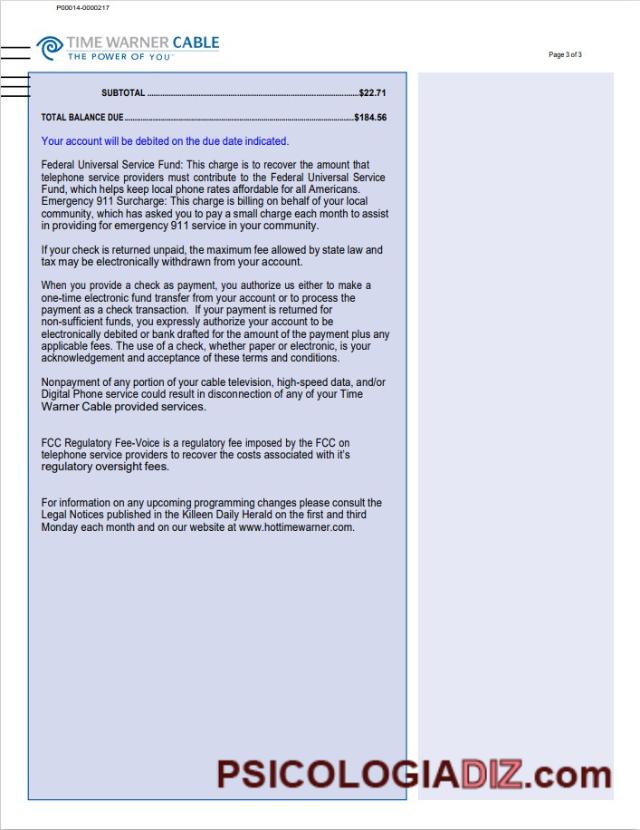 P00014-0000217
TIME WARNER CABLE
THE POWER OF YOU™
Page 3 of 3
SUBTOTAL ....................................................................................$22.71
TOTAL BALANCE DUE...........................................................................................$184.56
Your account will be debited on the due date indicated.
Federal Universal Service Fund: This charge is to recover the amount that
telephone service providers must contribute to the Federal Universal Service
Fund, which helps keep local phone rates affordable for all Americans.
Emergency 911 Surcharge: This charge is billing on behalf of your local
community, which has asked you to pay a small charge each month to assist
in providing for emergency 911 service in your community.
If your check is returned unpaid, the maximum fee allowed by state law and
tax may be electronically withdrawn from your account.
When you provide a check as payment, you authorize us either to make a
one-time electronic fund transfer from your account or to process the
payment as a check transaction.  If your payment is returned for
non-sufficient funds, you expressly authorize your account to be
electronically debited or bank drafted for the amount of the payment plus any
applicable fees. The use of a check, whether paper or electronic, is your
acknowledgement and acceptance of these terms and conditions.
Nonpayment of any portion of your cable television, high-speed data, and/or
Digital Phone service could result in disconnection of any of your Time
Warner Cable provided services.
FCC Regulatory Fee-Voice is a regulatory fee imposed by the FCC on
telephone service providers to recover the costs associated with it's
regulatory oversight fees.
For information on any upcoming programming changes please consult the
Legal Notices published in the Killeen Daily Herald on the first and third
Monday each month and on our website at www.hottimewarner.com.
PSICOLOGIADIZ.com